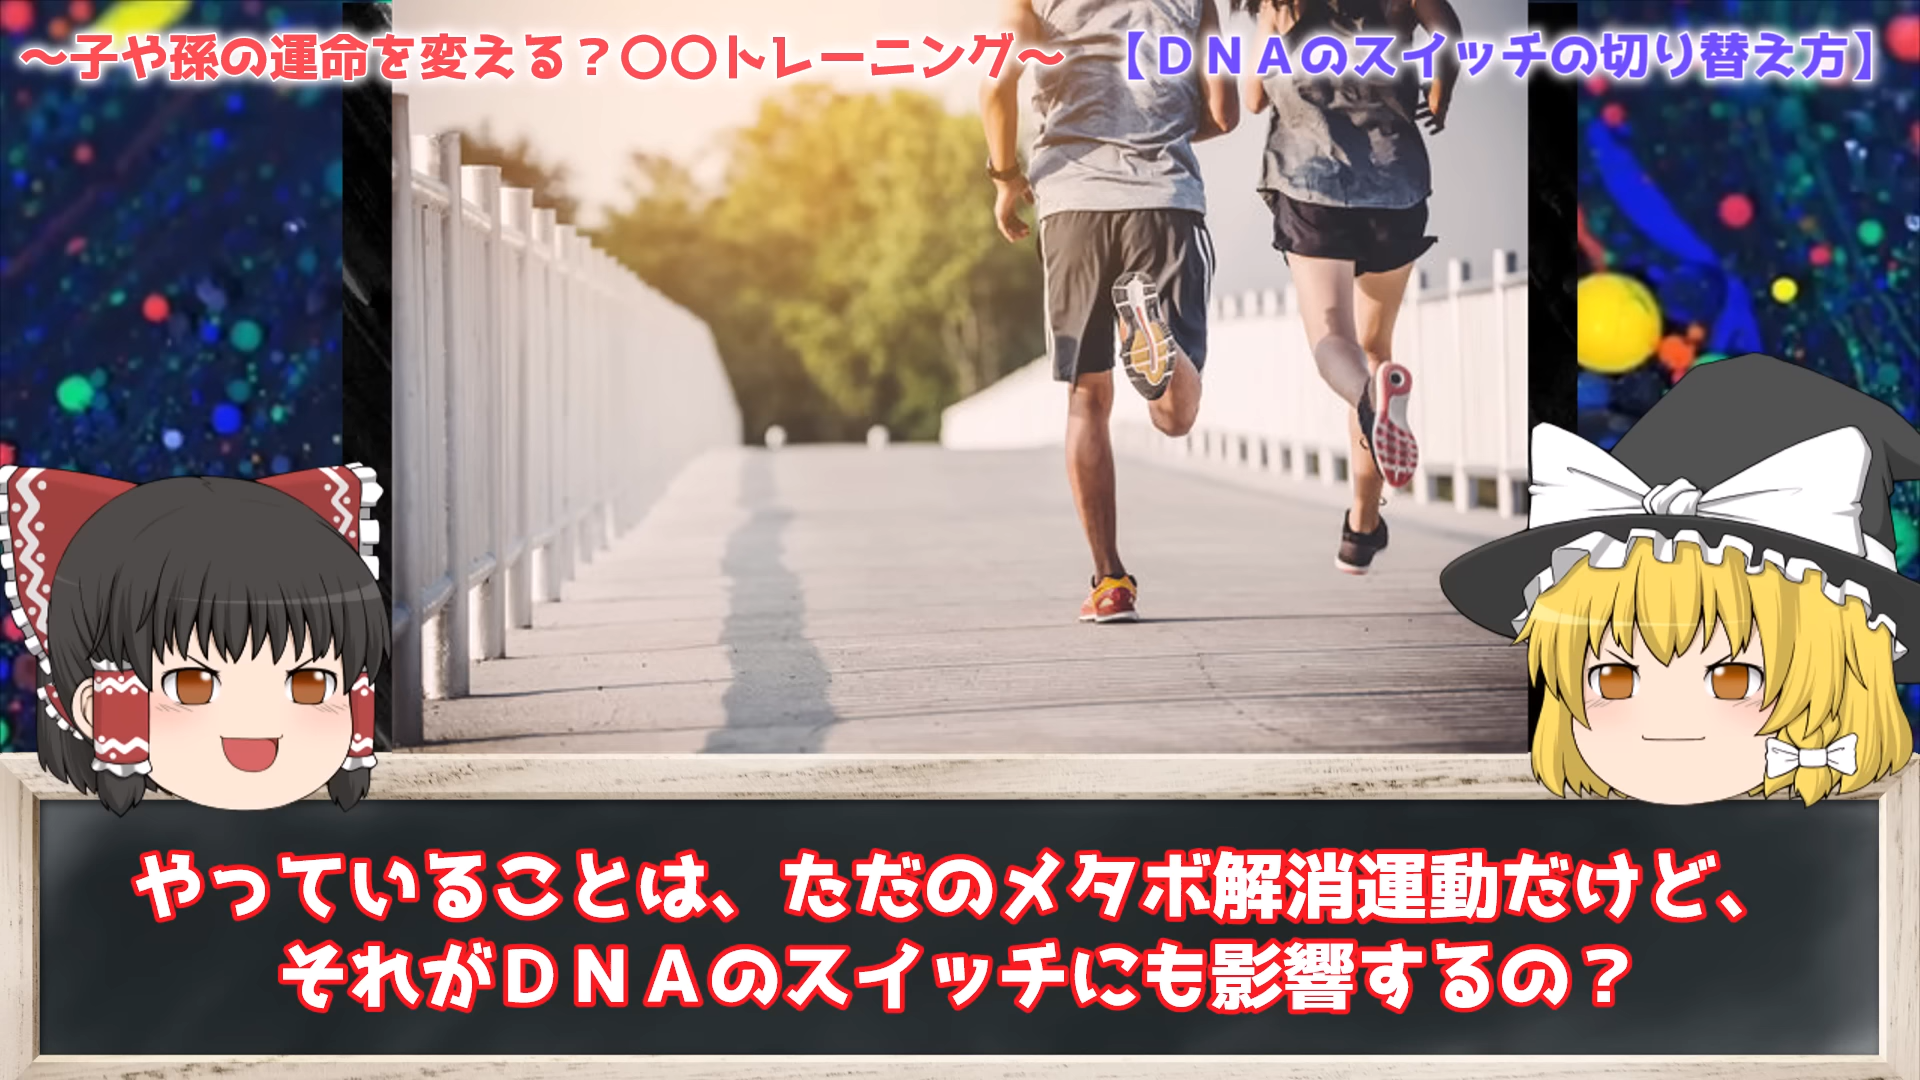 ～子や孫の運命を変える？〇〇トレーニング～ 【ＤＮＡのスイッチの切り替え方】
やっていることは、ただのメタボ解消運動だけど、
それがＤＮＡのスイッチにも影響するの？